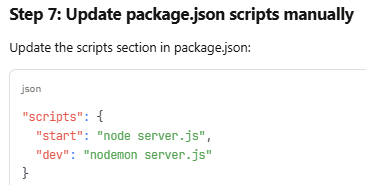 Step 7: Update package.json scripts manually
Update the scripts section in package.json:
json
"scripts": {
  "start": "node server.js",
  "dev": "nodemon server.js"
}